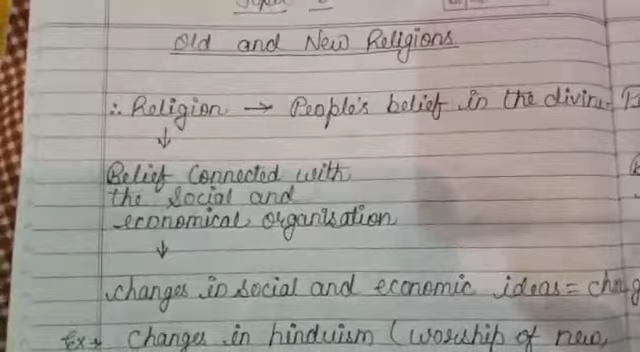 Old and New Religions
∴ Religion → People's belief in the divine
↓
Belief connected with
the social and
economical organisation
↓
changes in social and economic ideas =
Ex→ Changes in hinduism (worship of new,